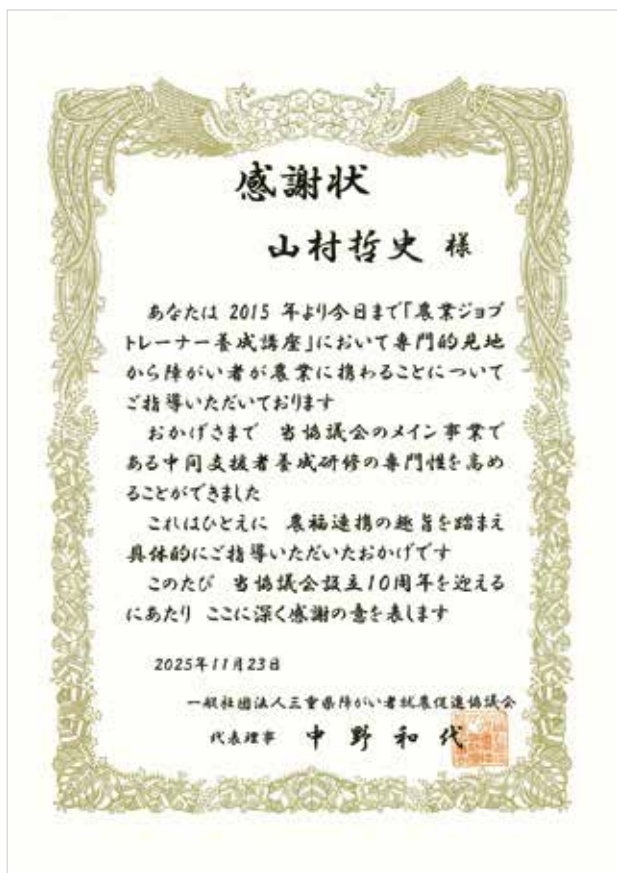 感謝状
山村哲史 様
あなたは 2015 年より今日まで「農業ジョブ
トレーナー養成講座」において専門的見地
から障がい者が農業に携わることについて
ご指導いただいております
おかげさまで 当協議会のメイン事業で
ある中間支援者養成研修の専門性を高め
ることができました
これはひとえに 農福連携の趣旨を踏まえ
具体的にご指導いただいたおかげです
このたび 当協議会設立10周年を迎える
にあたり ここに深く感謝の意を表します
2025年11月23日
一般社団法人三重県障がい者就農促進協議会
代表理事 中野和代